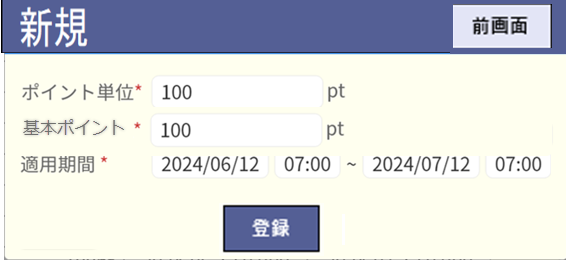 新規
前画面
ポイント単位* 100 pt
基本ポイント * 100 pt
適用期間 * 2024/06/12 07:00 ~ 2024/07/12 07:00
登録